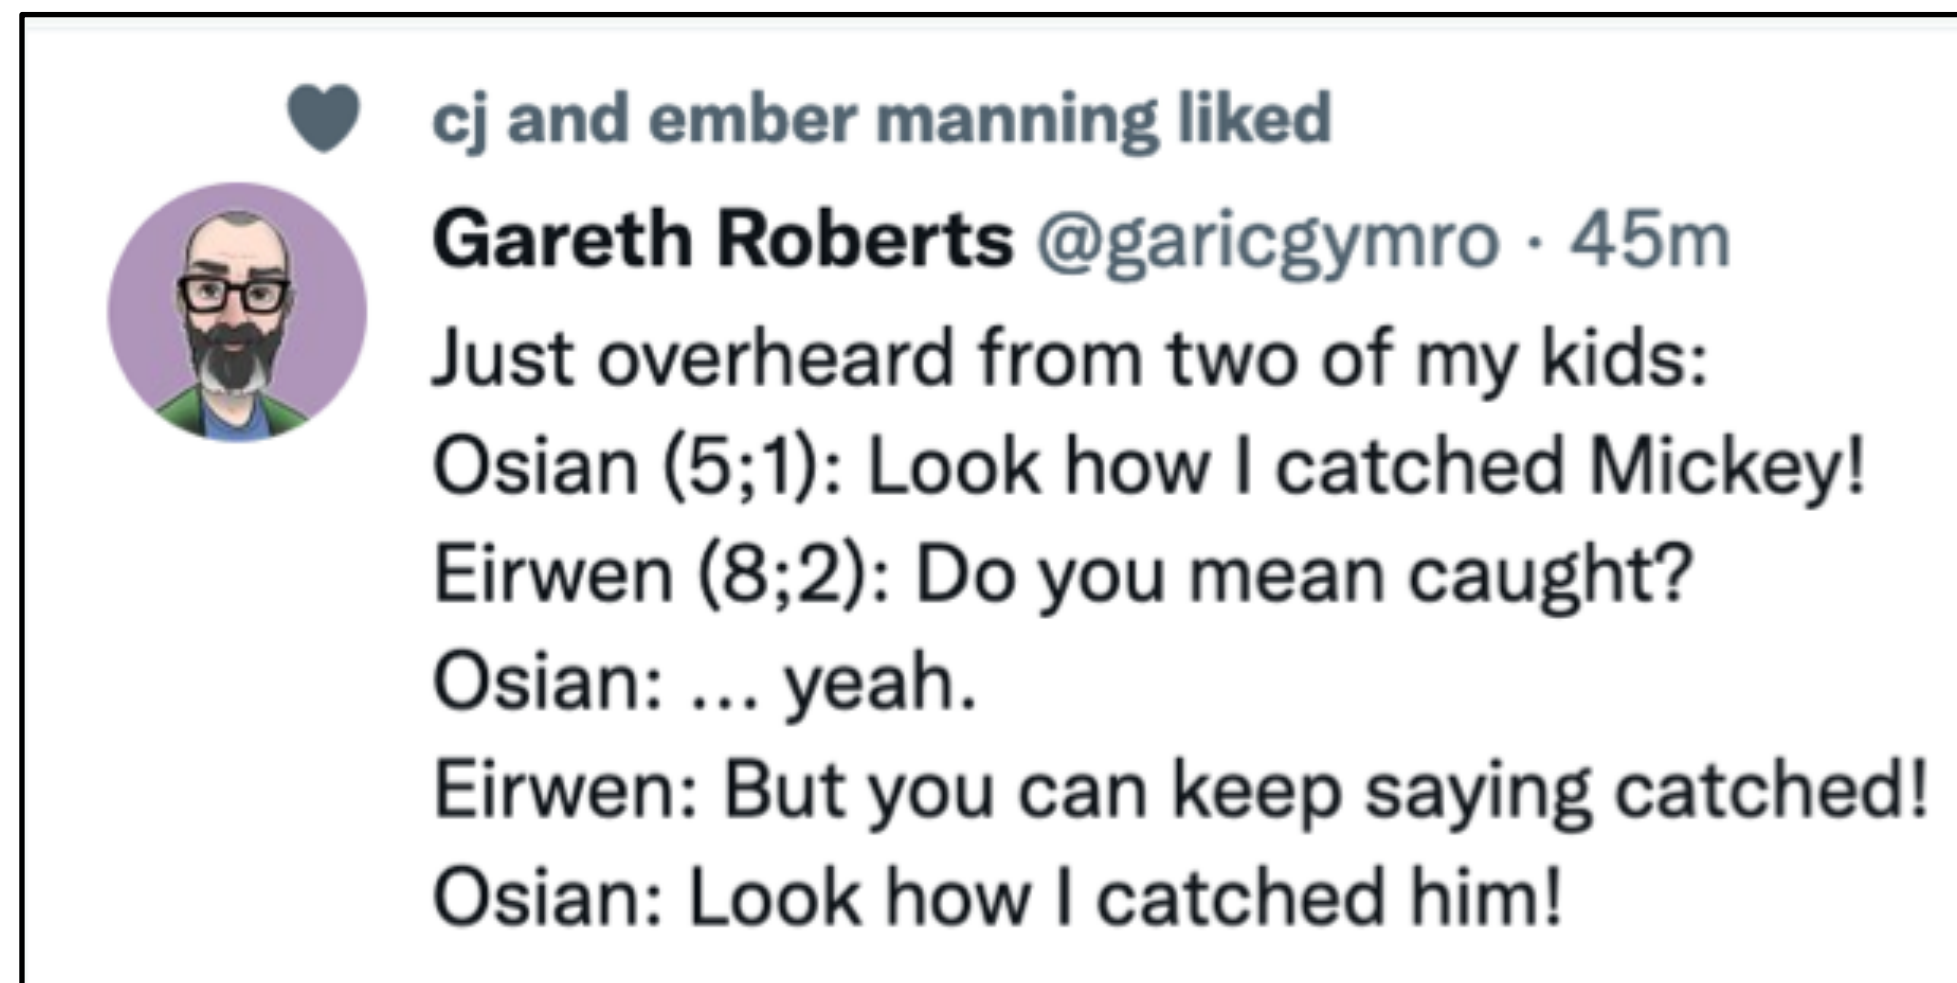 cj and ember manning liked
Gareth Roberts @garicgymro · 45m
Just overheard from two of my kids:
Osian (5;1): Look how I catched Mickey!
Eirwen (8;2): Do you mean caught?
Osian: ... yeah.
Eirwen: But you can keep saying catched!
Osian: Look how I catched him!